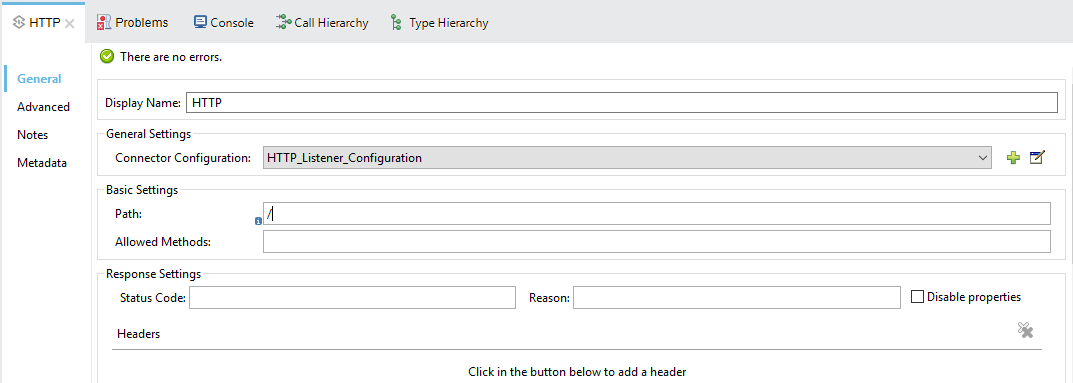 HTTP Problems Console Call Hierarchy Type Hierarchy
There are no errors.
General
Advanced
Notes
Metadata
Display Name: HTTP
General Settings
Connector Configuration: HTTP_Listener_Configuration
Basic Settings
Path: /
Allowed Methods:
Response Settings
Status Code: Reason: Disable properties
Headers
Click in the button below to add a header